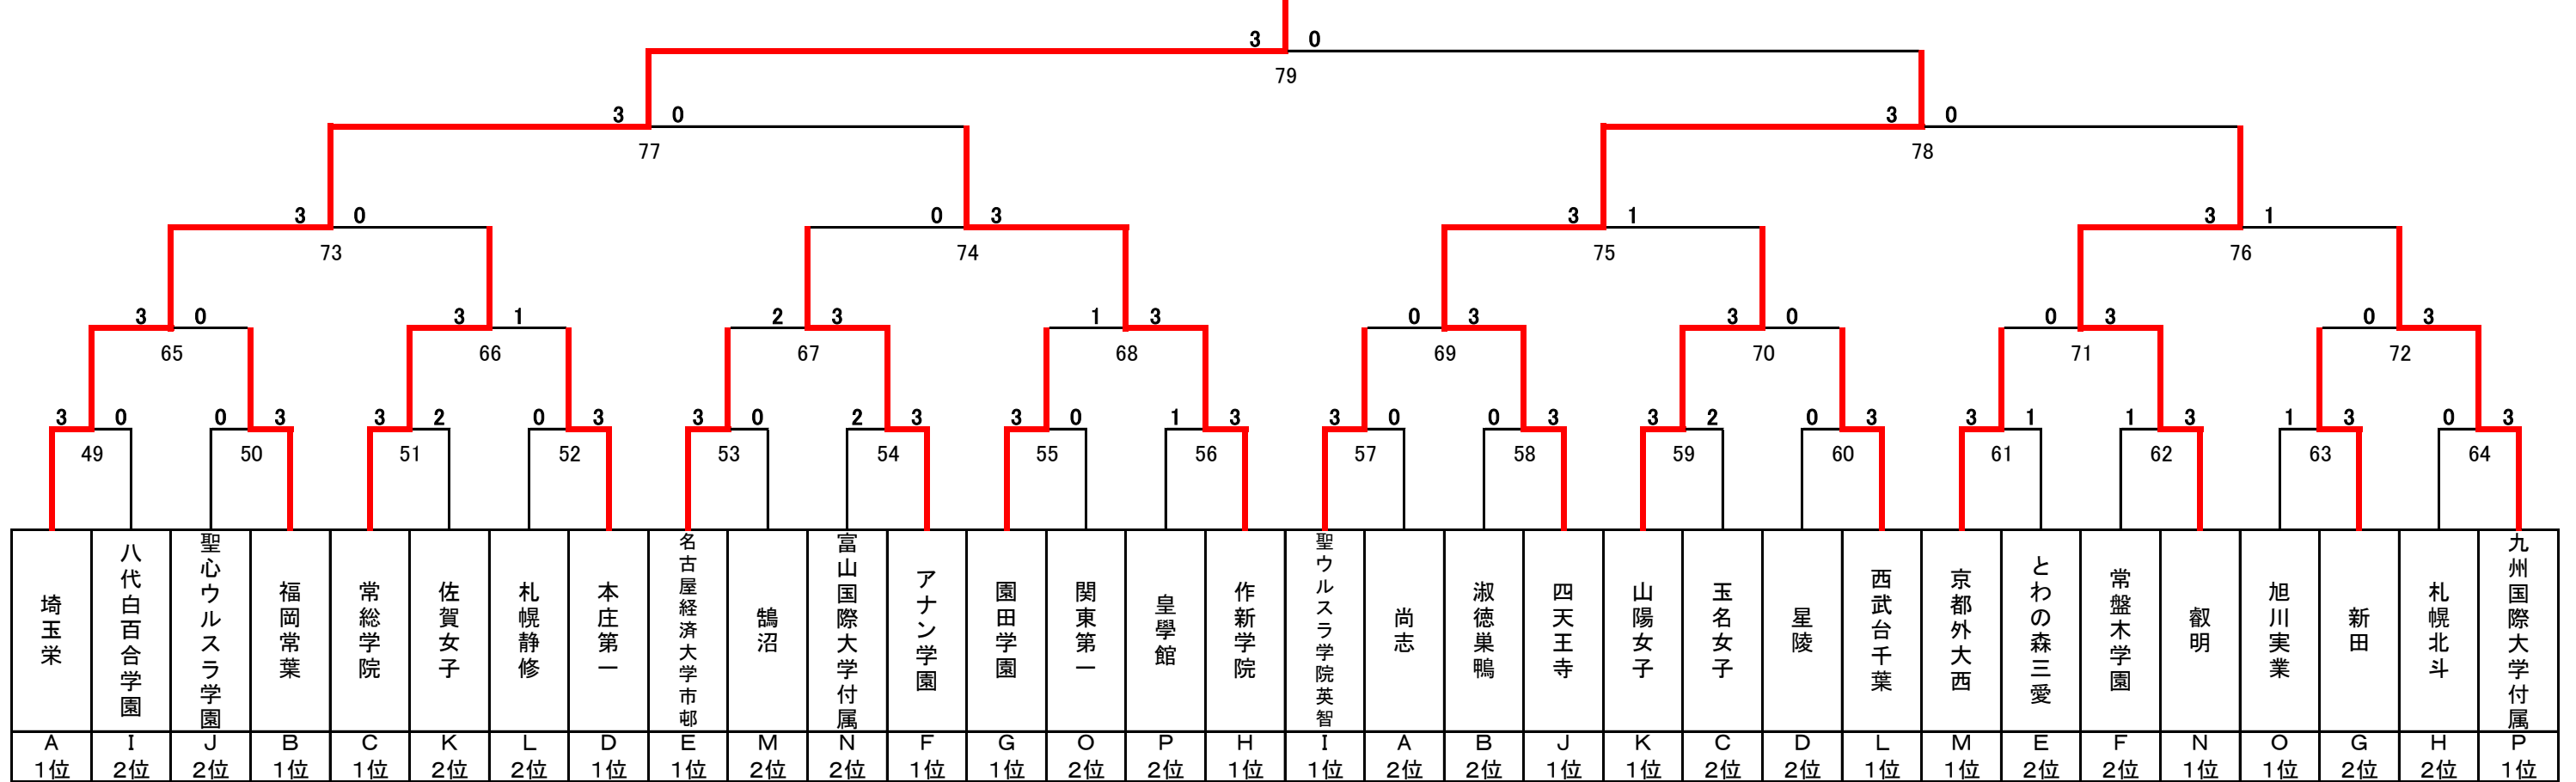 3 0
79
3 0 3 0
77 78
3 0 0 3 3 1 3 1
73 74 75 76
3 0 3 1 2 3 1 3 0 3 3 0 0 3 0 3
65 66 67 68 69 70 71 72
3 0 0 3 3 2 0 3 3 0 2 3 3 0 1 3 3 0 0 3 3 2 0 3 3 1 1 3 1 3 0 3
49 50 51 52 53 54 55 56 57 58 59 60 61 62 63 64
埼玉栄
八代白百合学園
聖心ウルスラ学園
福岡常葉
常総学院
佐賀女子
札幌静修
本庄第一
名古屋経済大学市邨
鵠沼
富山国際大学付属
アナン学園
園田学園
関東第一
皇學館
作新学院
聖ウルスラ学院英智
尚志
淑徳巣鴨
四天王寺
山陽女子
玉名女子
星陵
西武台千葉
京都外大西
とわの森三愛
常盤木学園
叡明
旭川実業
新田
札幌北斗
九州国際大学付属
A I J B C K L D E M N F G O P H I A B J K C D L M E F N O G H P
1位 2位 2位 1位 1位 2位 2位 1位 1位 2位 2位 1位 1位 2位 2位 1位 1位 2位 2位 1位 1位 2位 2位 1位 1位 2位 2位 1位 1位 2位 2位 1位